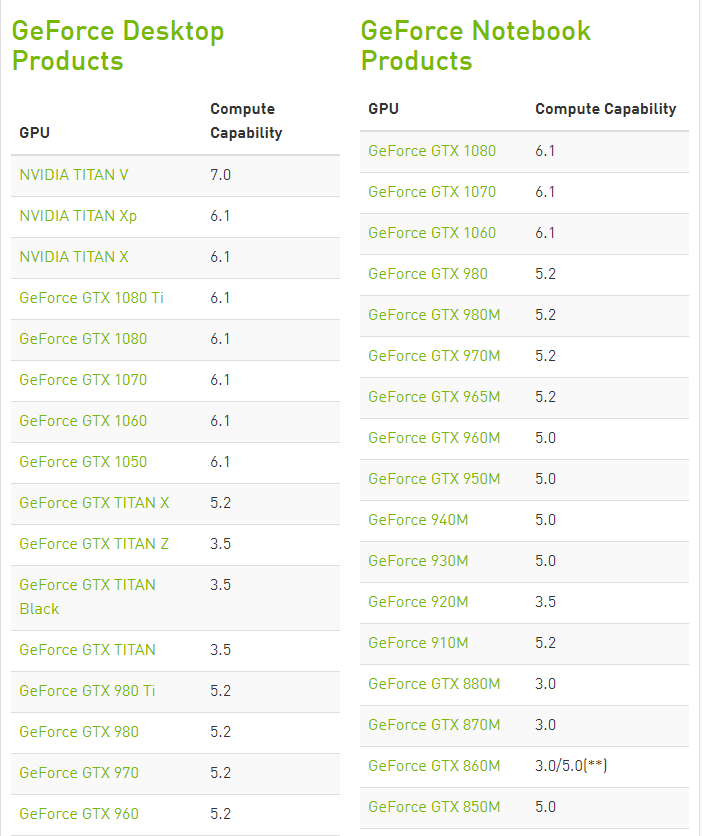 GeForce Desktop
Products
GPU Compute
Capability
NVIDIA TITAN V 7.0
NVIDIA TITAN Xp 6.1
NVIDIA TITAN X 6.1
GeForce GTX 1080 Ti 6.1
GeForce GTX 1080 6.1
GeForce GTX 1070 6.1
GeForce GTX 1060 6.1
GeForce GTX 1050 6.1
GeForce GTX TITAN X 5.2
GeForce GTX TITAN Z 3.5
GeForce GTX TITAN 3.5
Black
GeForce GTX TITAN 3.5
GeForce GTX 980 Ti 5.2
GeForce GTX 980 5.2
GeForce GTX 970 5.2
GeForce GTX 960 5.2
GeForce Notebook
Products
GPU Compute Capability
GeForce GTX 1080 6.1
GeForce GTX 1070 6.1
GeForce GTX 1060 6.1
GeForce GTX 980 5.2
GeForce GTX 980M 5.2
GeForce GTX 970M 5.2
GeForce GTX 965M 5.2
GeForce GTX 960M 5.0
GeForce GTX 950M 5.0
GeForce 940M 5.0
GeForce 930M 5.0
GeForce 920M 3.5
GeForce 910M 5.2
GeForce GTX 880M 3.0
GeForce GTX 870M 3.0
GeForce GTX 860M 3.0/5.0(**)
GeForce GTX 850M 5.0